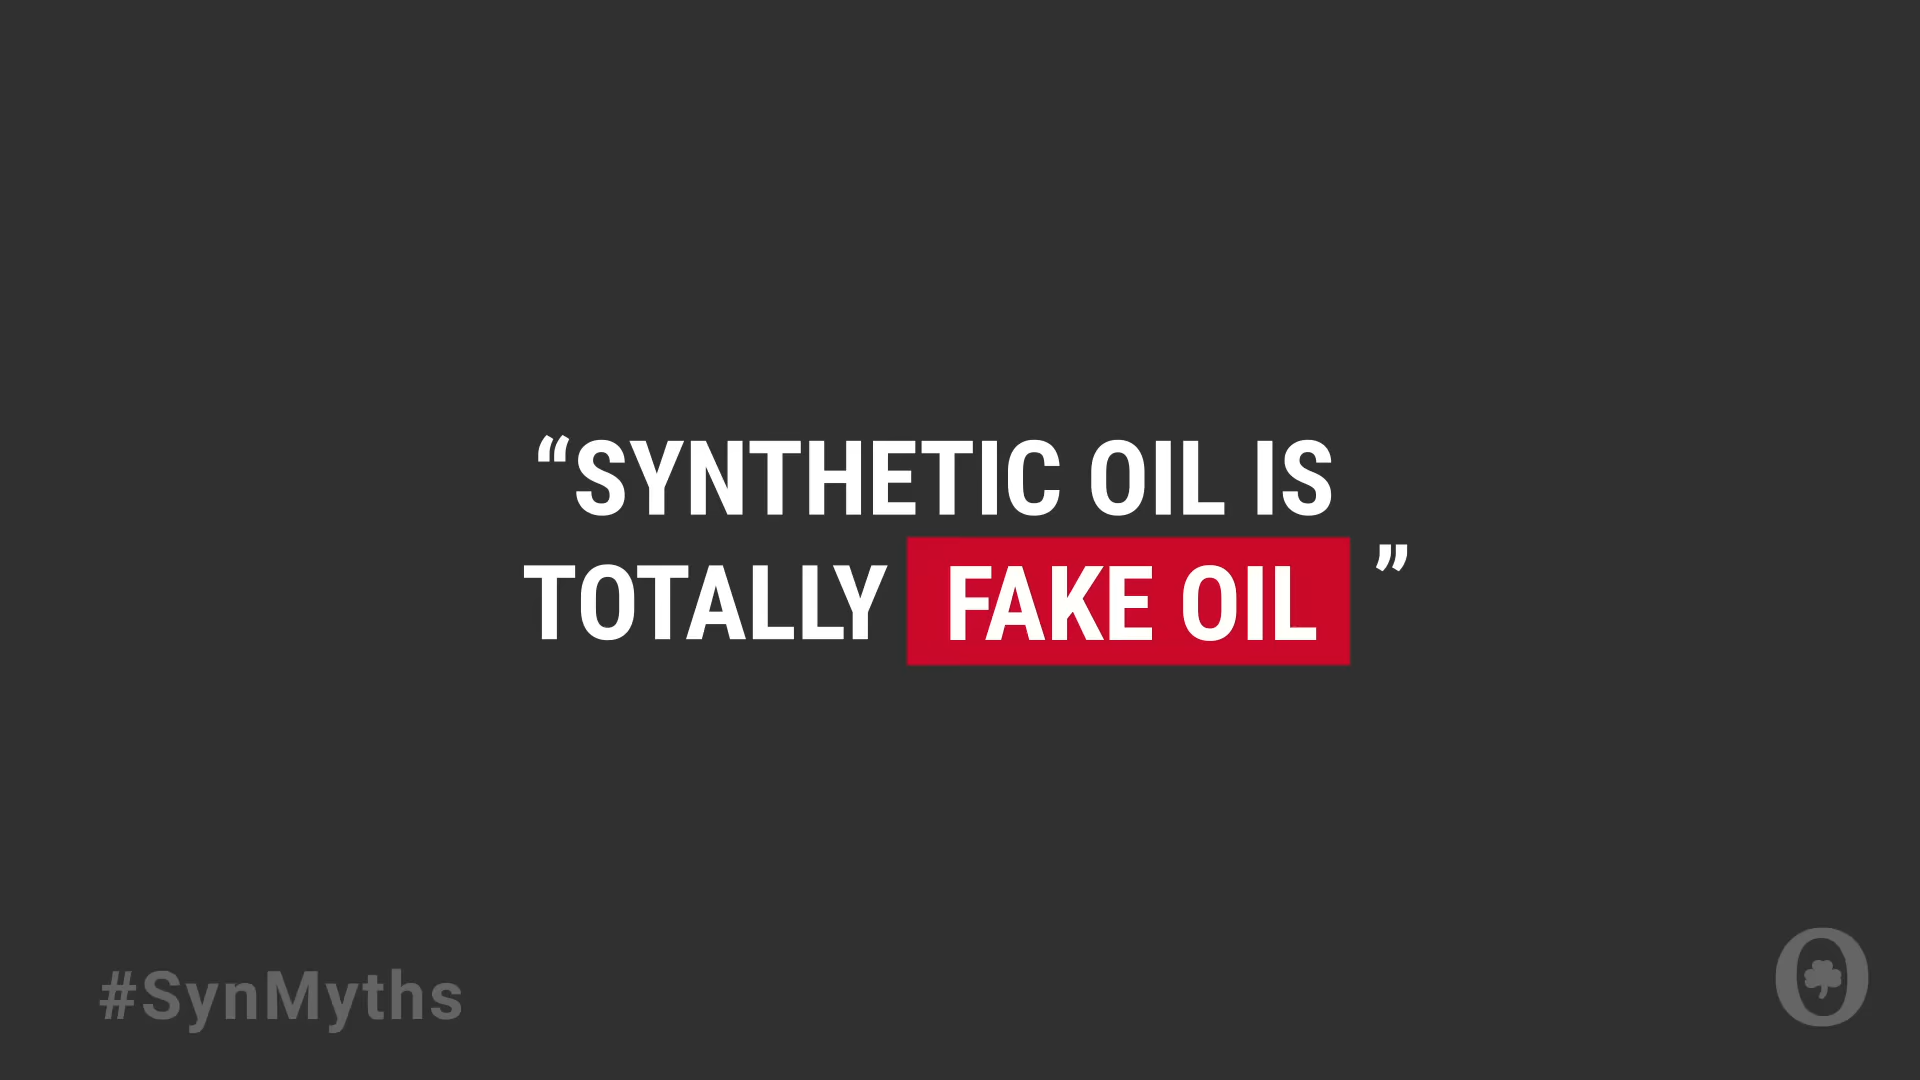 “SYNTHETIC OIL IS
TOTALLY FAKE OIL ”
#SynMyths
O